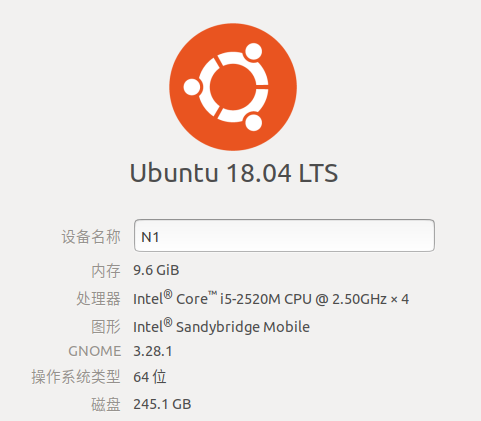 Ubuntu 18.04 LTS
设备名称 N1
内存 9.6 GiB
处理器 Intel® Core™ i5-2520M CPU @ 2.50GHz × 4
图形 Intel® Sandybridge Mobile
GNOME 3.28.1
操作系统类型 64 位
磁盘 245.1 GB